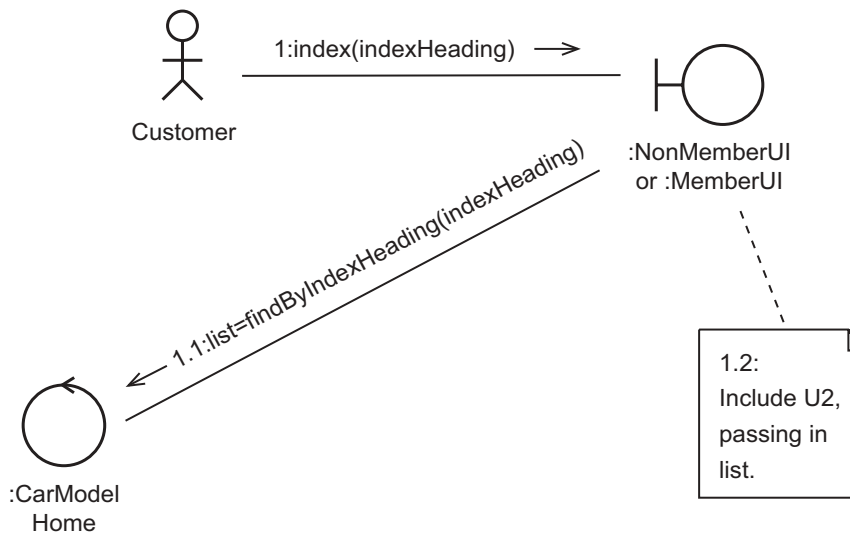 1:index(indexHeading)
Customer
:NonMemberUI
or :MemberUI
1.1:list=findByIndexHeading(indexHeading)
1.2:
Include U2,
passing in
list.
:CarModel
Home